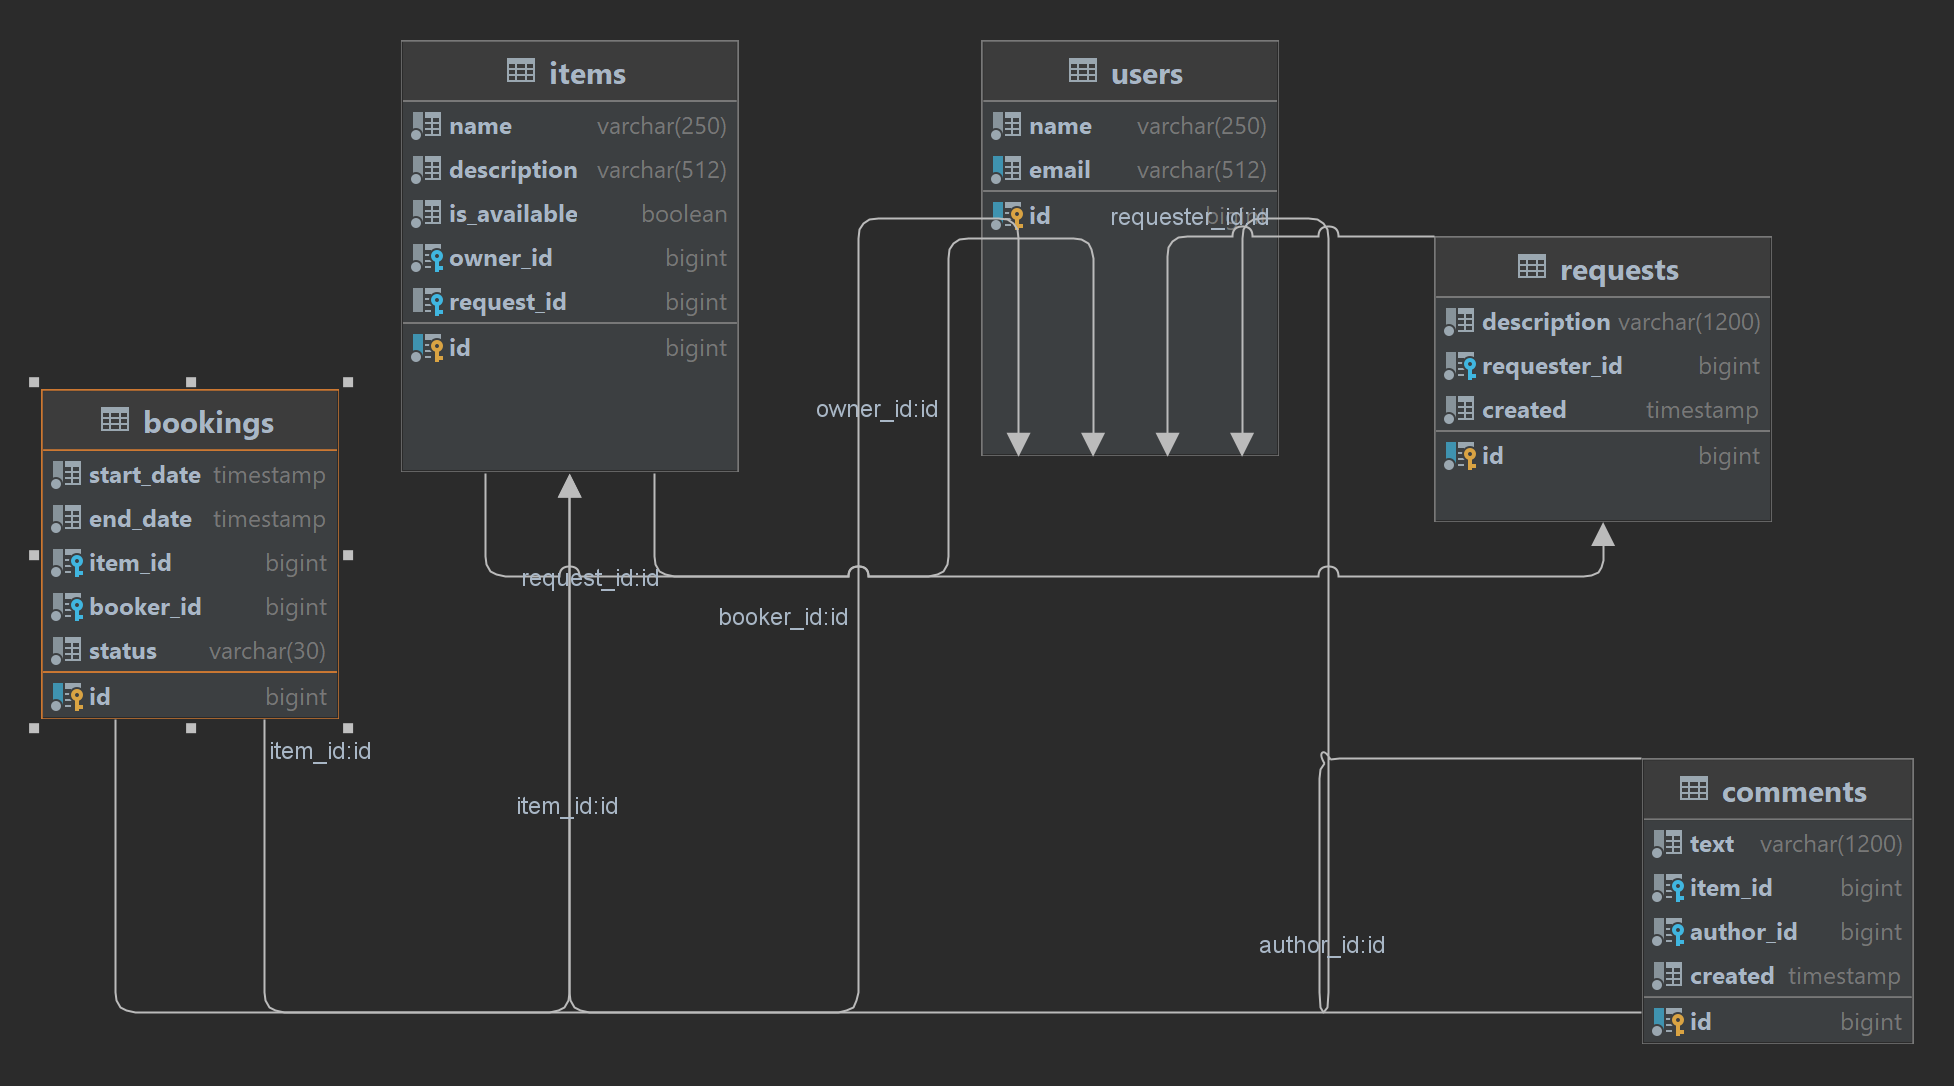 items
name varchar(250)
description varchar(512)
is_available boolean
owner_id bigint
request_id bigint
id bigint
users
name varchar(250)
email varchar(512)
id bigint
requester_id:id
requests
description varchar(1200)
requester_id bigint
created timestamp
id bigint
bookings
start_date timestamp
end_date timestamp
item_id bigint
booker_id bigint
status varchar(30)
id bigint
owner_id:id
request_id:id
booker_id:id
item_id:id
item_id:id
author_id:id
comments
text varchar(1200)
item_id bigint
author_id bigint
created timestamp
id bigint